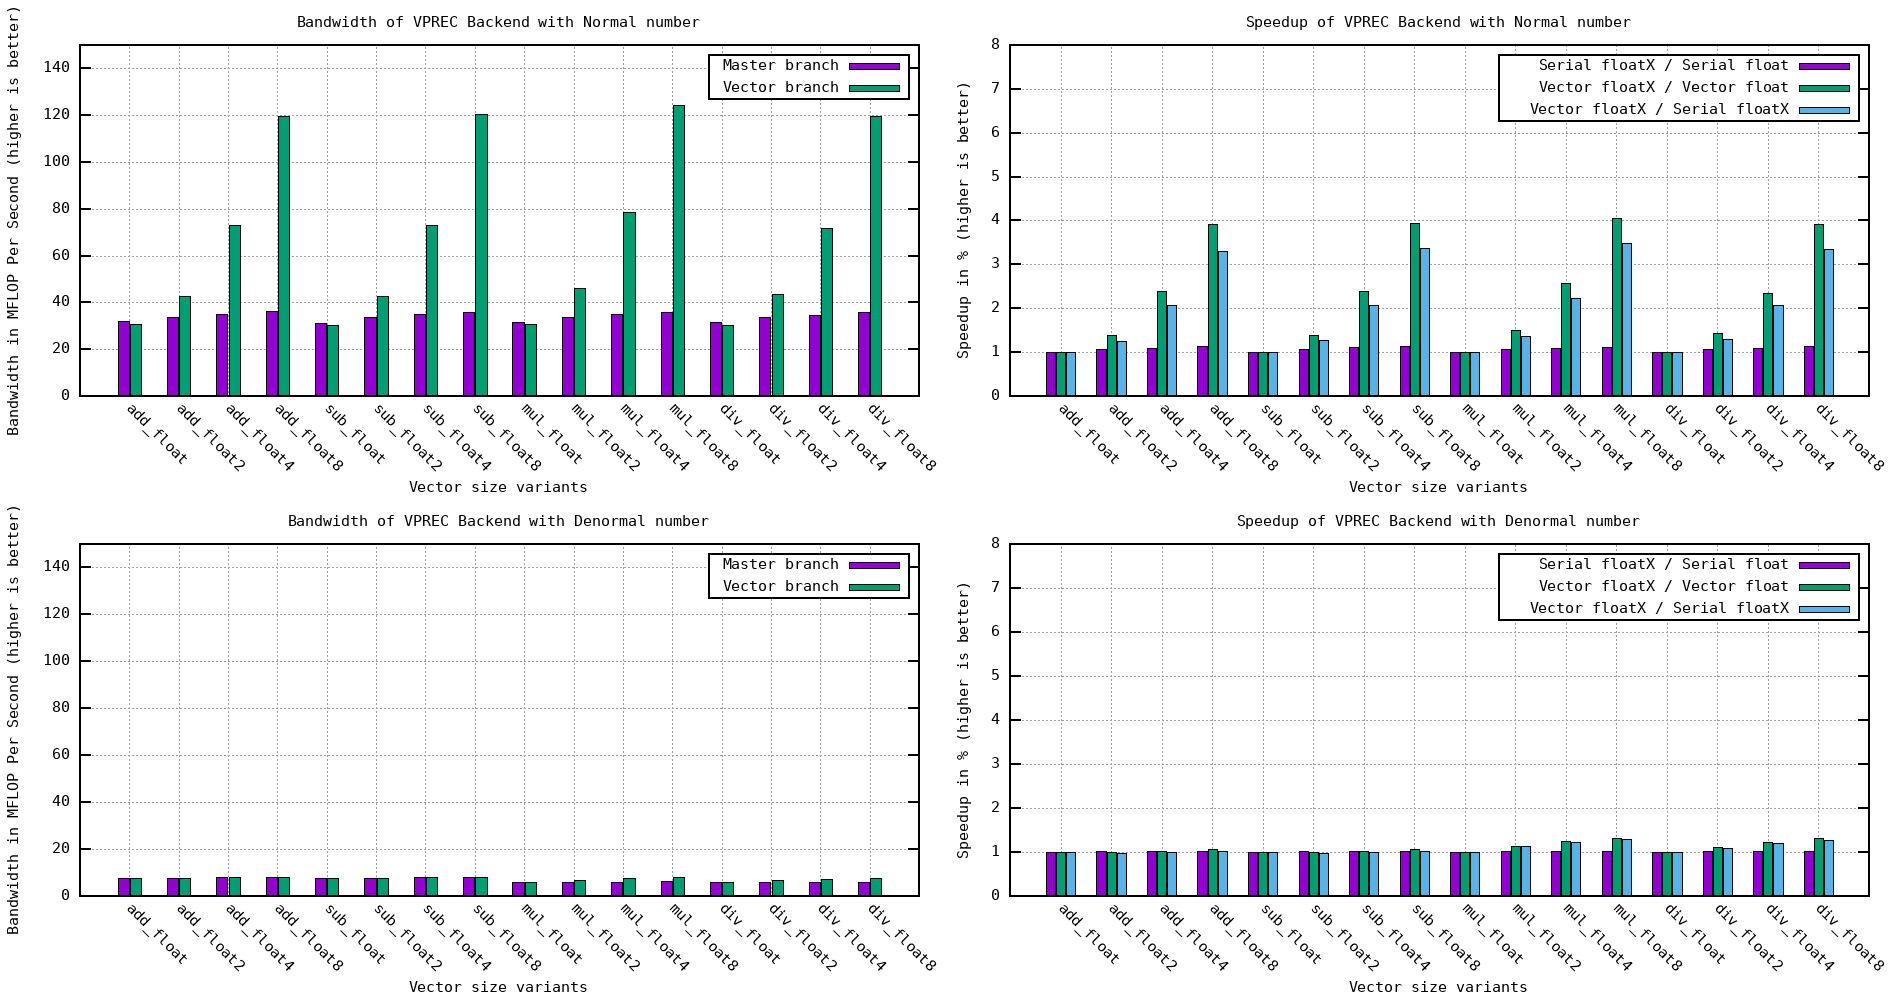 Bandwidth of VPREC Backend with Normal number
Bandwidth in MFLOP Per Second (higher is better)
140
120
100
80
60
40
20
0
Master branch
Vector branch
add_float
add_float2
add_float4
add_float8
sub_float
sub_float2
sub_float4
sub_float8
mul_float
mul_float2
mul_float4
mul_float8
div_float
div_float2
div_float4
div_float8
Vector size variants
Speedup of VPREC Backend with Normal number
Speedup in % (higher is better)
8
7
6
5
4
3
2
1
0
Serial floatX / Serial float
Vector floatX / Vector float
Vector floatX / Serial floatX
add_float
add_float2
add_float4
add_float8
sub_float
sub_float2
sub_float4
sub_float8
mul_float
mul_float2
mul_float4
mul_float8
div_float
div_float2
div_float4
div_float8
Vector size variants
Bandwidth of VPREC Backend with Denormal number
Bandwidth in MFLOP Per Second (higher is better)
140
120
100
80
60
40
20
0
Master branch
Vector branch
add_float
add_float2
add_float4
add_float8
sub_float
sub_float2
sub_float4
sub_float8
mul_float
mul_float2
mul_float4
mul_float8
div_float
div_float2
div_float4
div_float8
Vector size variants
Speedup of VPREC Backend with Denormal number
Speedup in % (higher is better)
8
7
6
5
4
3
2
1
0
Serial floatX / Serial float
Vector floatX / Vector float
Vector floatX / Serial floatX
add_float
add_float2
add_float4
add_float8
sub_float
sub_float2
sub_float4
sub_float8
mul_float
mul_float2
mul_float4
mul_float8
div_float
div_float2
div_float4
div_float8
Vector size variants